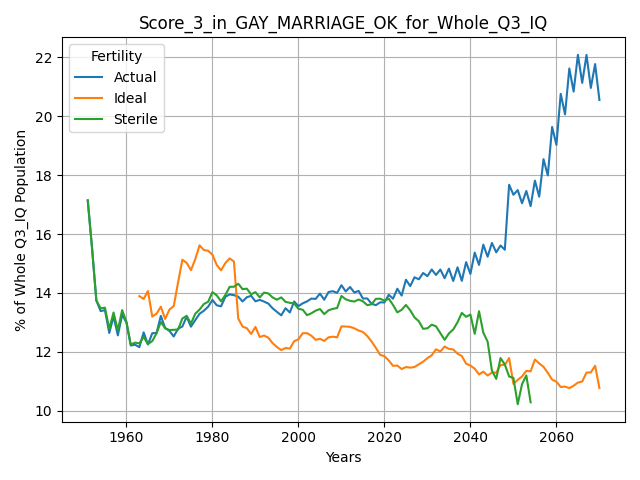 Score_3_in_GAY_MARRIAGE_OK_for_Whole_Q3_IQ
Fertility
Actual
Ideal
Sterile
% of Whole Q3_IQ Population
22
20
18
16
14
12
10
1960
1980
2000
2020
2040
2060
Years